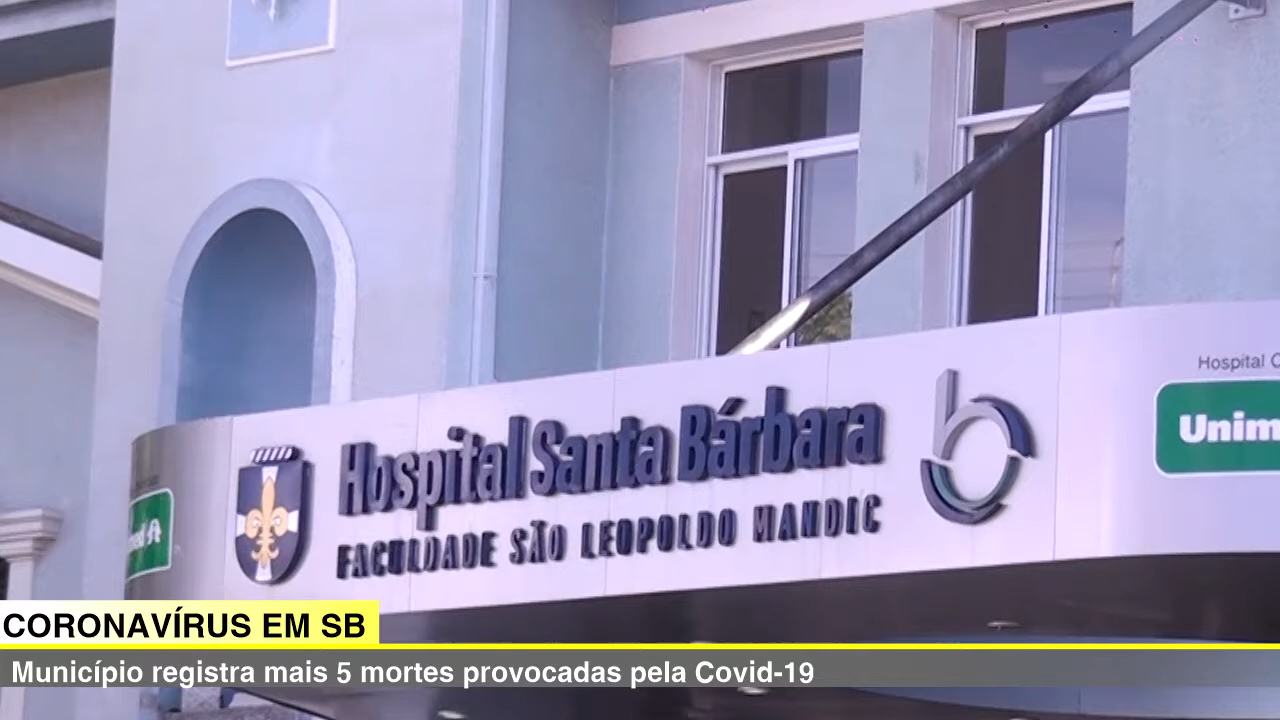 Hospital Santa Bárbara
FACULDADE SÃO LEOPOLDO MANDIC
Hospital
CORONAVÍRUS EM SB
Município registra mais 5 mortes provocadas pela Covid-19